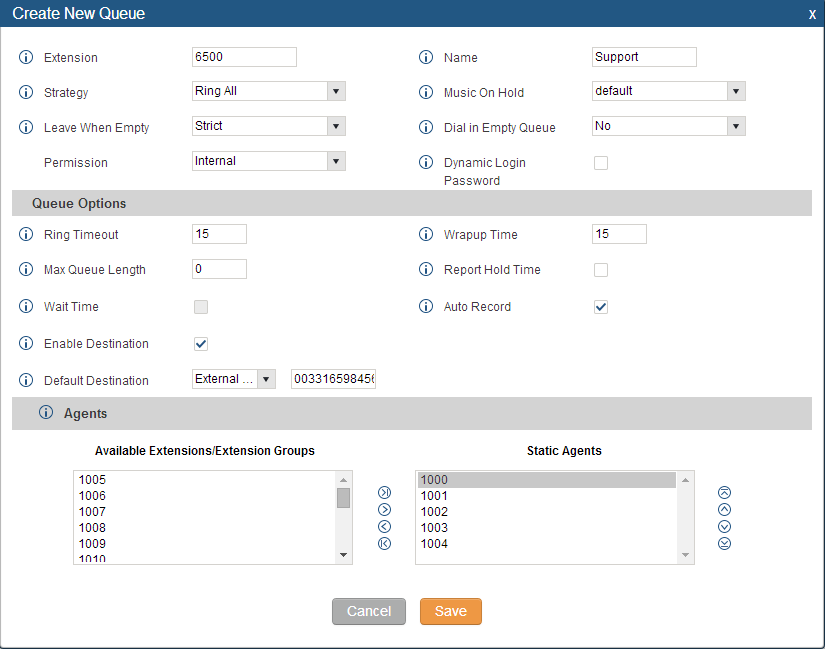 Create New Queue X
Extension 6500 Name Support
Strategy Ring All Music On Hold default
Leave When Empty Strict Dial in Empty Queue No
Permission Internal Dynamic Login
Password
Queue Options
Ring Timeout 15 Wrapup Time 15
Max Queue Length 0 Report Hold Time
Wait Time Auto Record
Enable Destination
Default Destination External ... 003316598456
Agents
Available Extensions/Extension Groups Static Agents
1005 1000
1006 1001
1007 1002
1008 1003
1009 1004
1010
Cancel Save